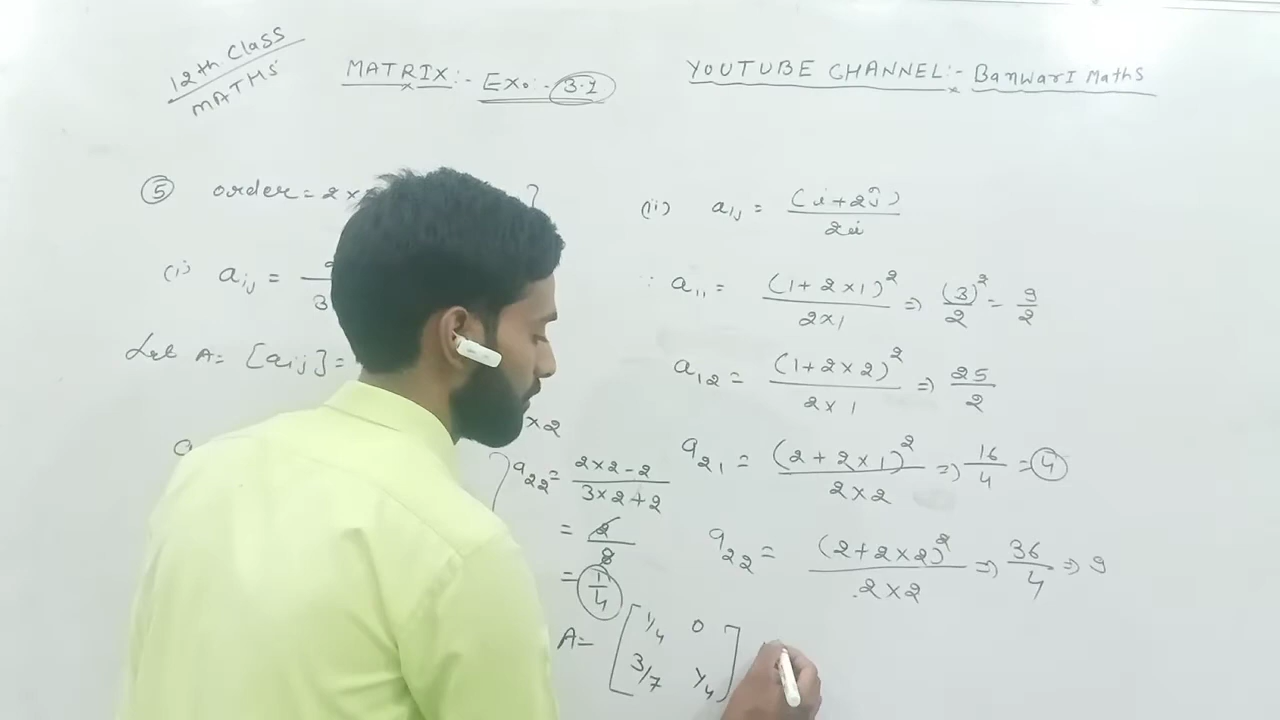 12th Class
MATHS
MATRIX:- Ex:- 3.1
YOUTUBE CHANNEL:- BanwarI MathS
(5) order = 2 ×
(i) aij =
3
Let A = [aij] =
×2
a22 = 2×2-2 / 3×2+2
= 2/8
= 1/4
A = [1/4 0
3/7 1/4]
(ii) aij = (i+2j) / 2i
∵ a11 = (1+2×1)² / 2×1 ⇒ (3)²/2 = 9/2
a12 = (1+2×2)² / 2×1 ⇒ 25/2
a21 = (2+2×1)² / 2×2 ⇒ 16/4 = 4
a22 = (2+2×2)² / 2×2 ⇒ 36/4 ⇒ 9